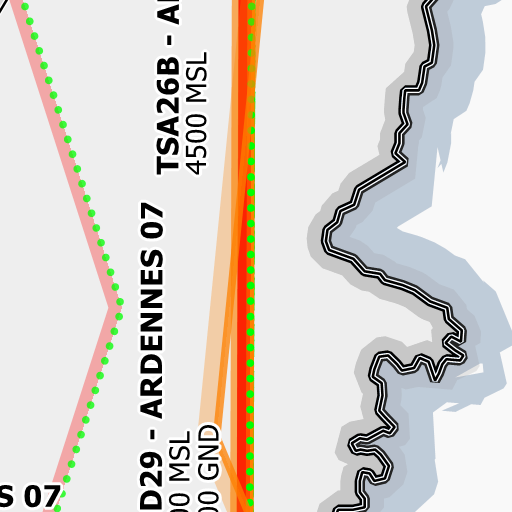 TSA26B - A
4500 MSL
D29 - ARDENNES 07
00 MSL
00 GND
S 07